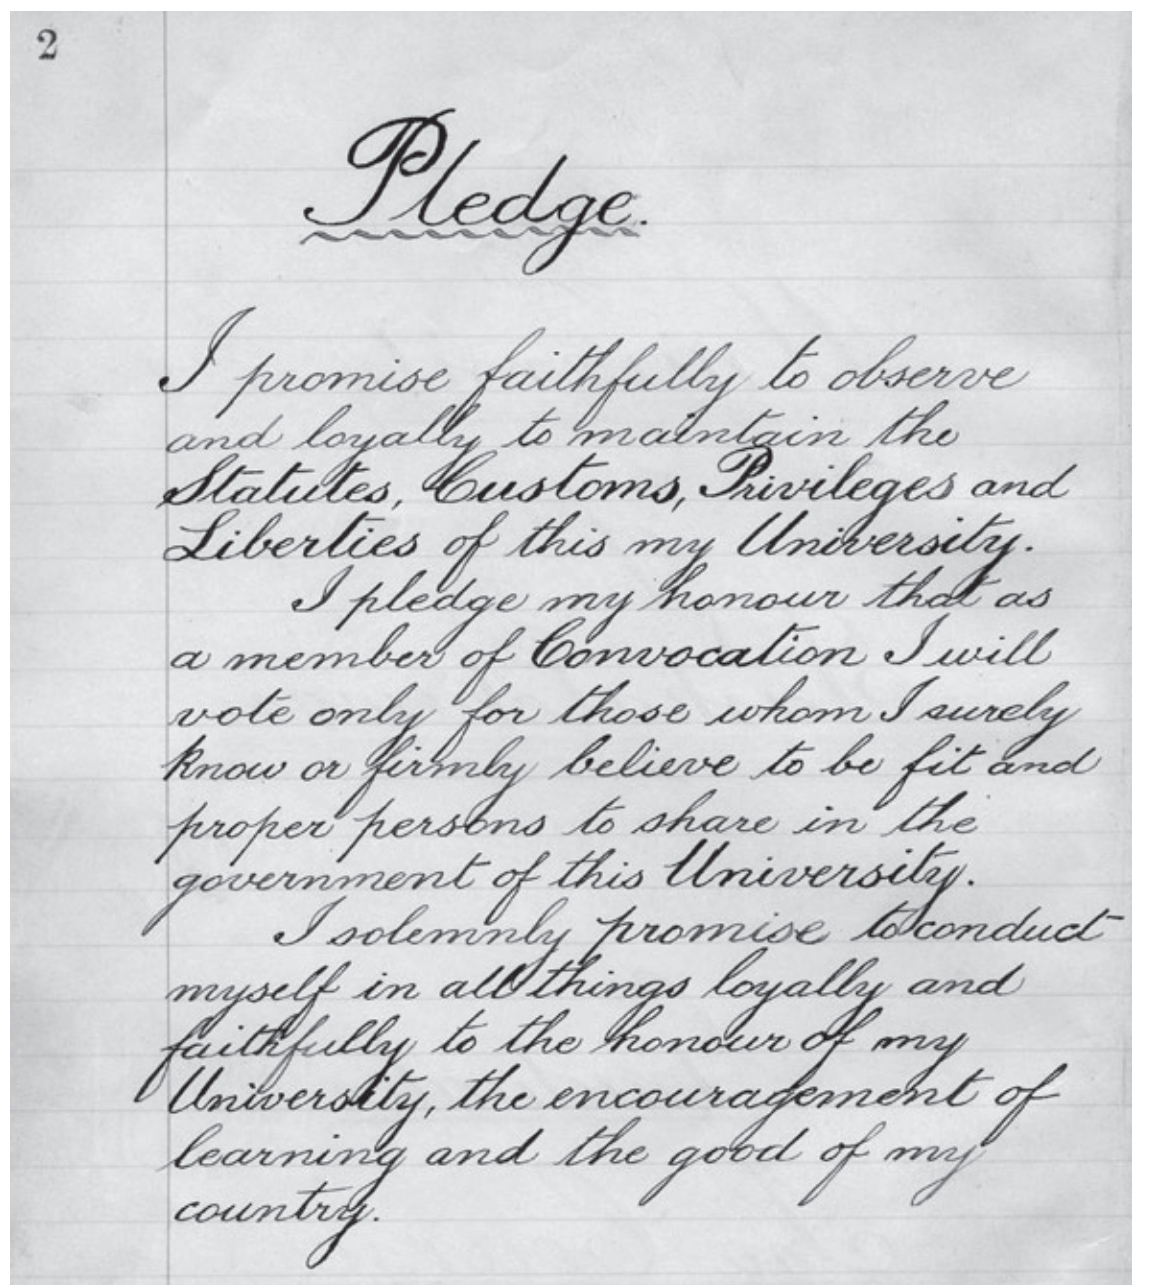 2
Pledge.
I promise faithfully to observe
and loyally to maintain the
Statutes, Customs, Privileges and
Liberties of this my University.
I pledge my honour that as
a member of Convocation I will
vote only for those whom I surely
know or firmly believe to be fit and
proper persons to share in the
government of this University.
I solemnly promise to conduct
myself in all things loyally and
faithfully to the honour of my
University, the encouragement of
learning and the good of my
country.